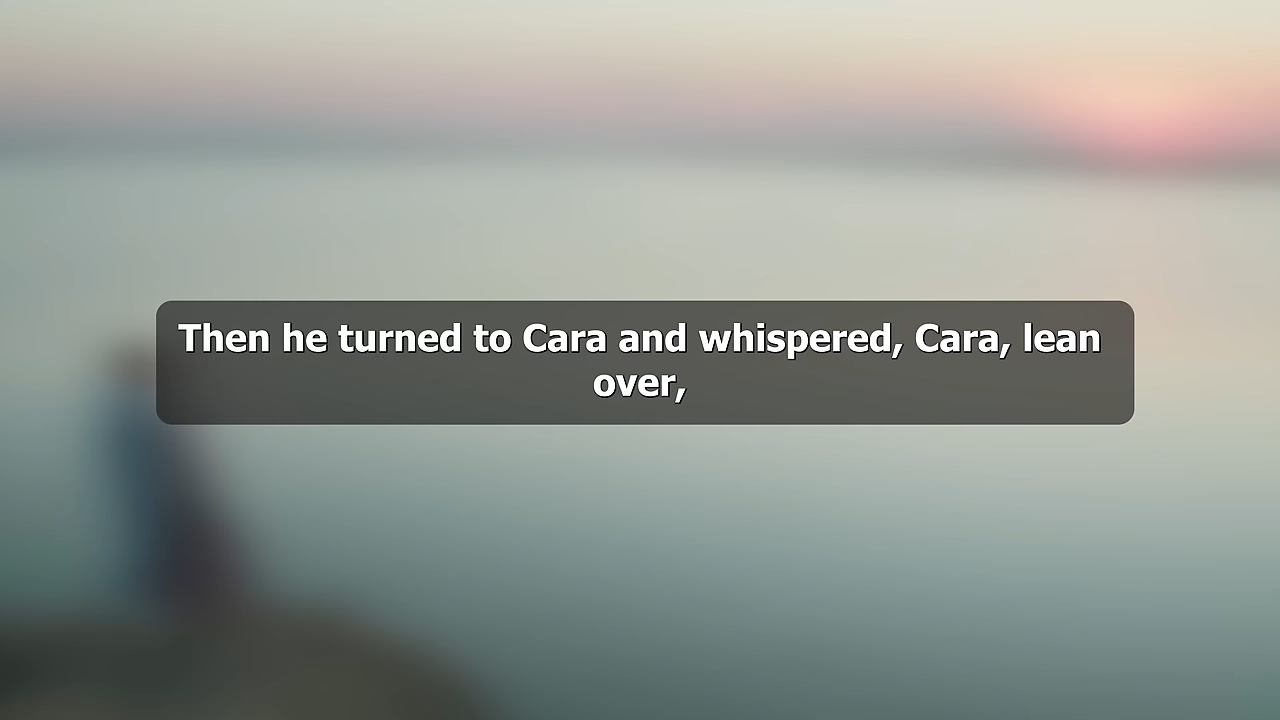 Then he turned to Cara and whispered, Cara, lean
over,